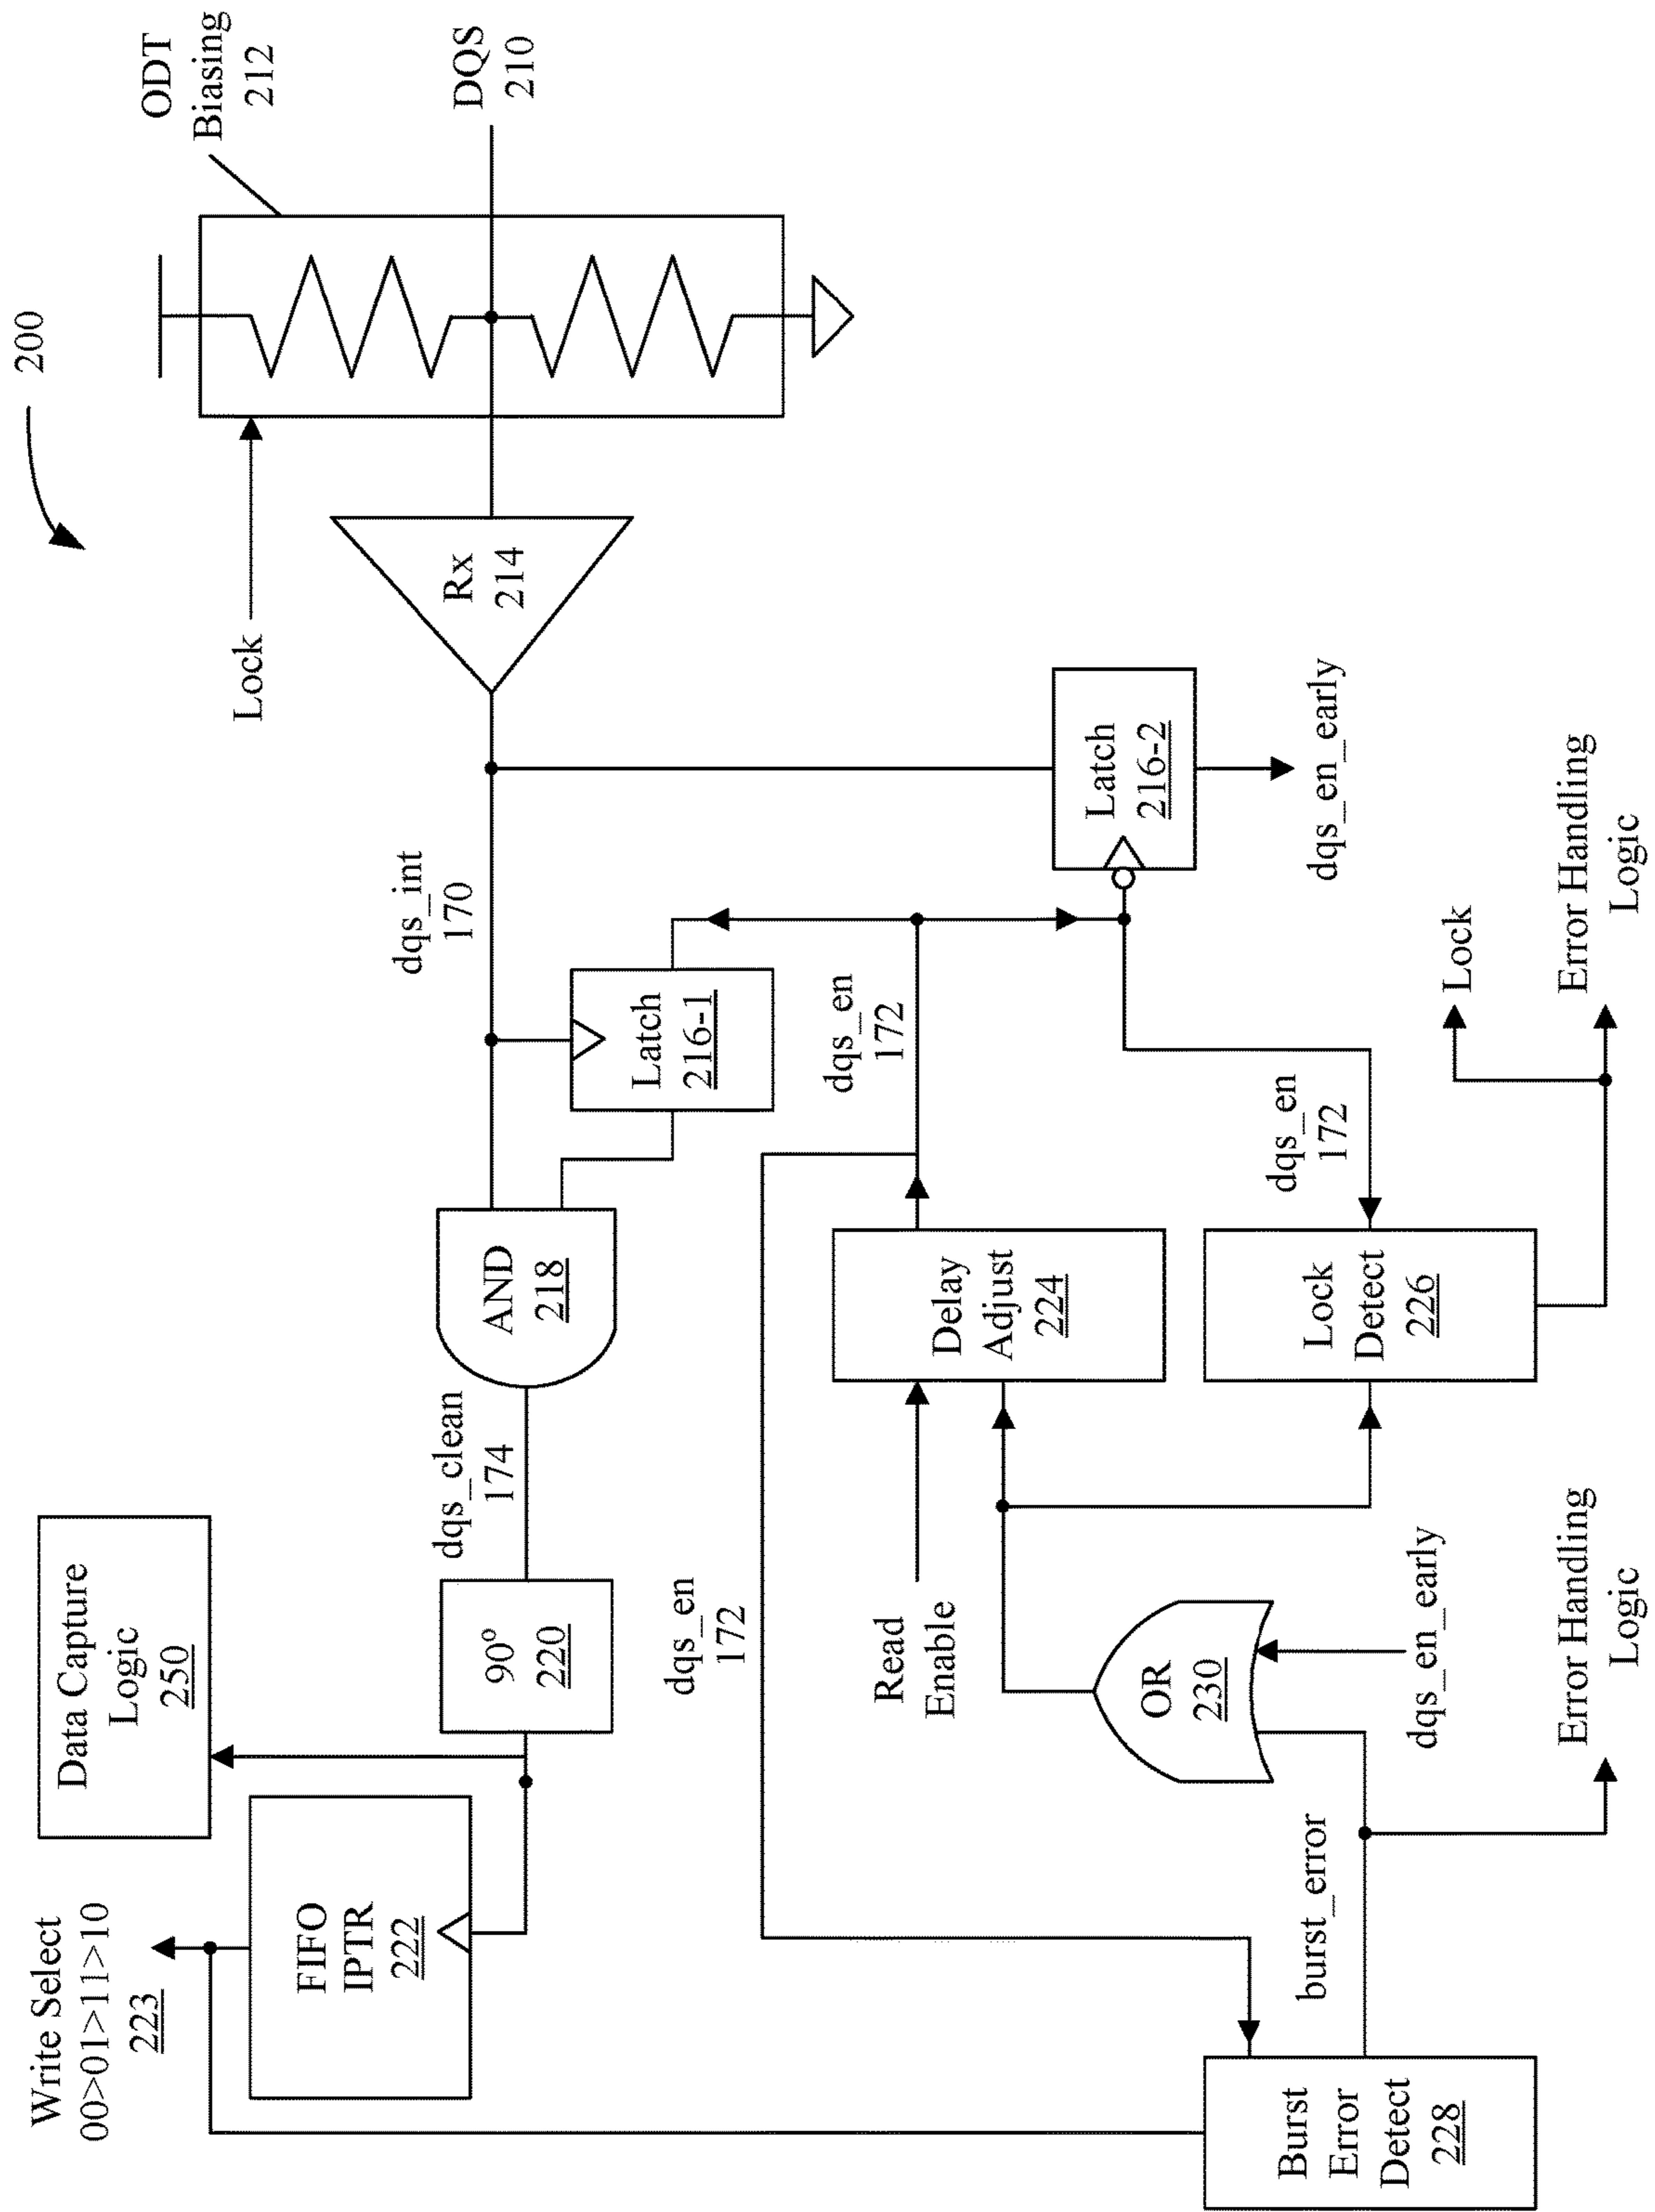 200
ODT
Biasing
212
DQS
210
Lock
Rx
214
dqs_int
170
Latch
216-1
Latch
216-2
dqs_en_early
AND
218
dqs_clean
174
90°
220
Data Capture
Logic
250
Write Select
00>01>11>10
223
FIFO
IPTR
222
dqs_en
172
dqs_en
172
Read
Enable
Delay
Adjust
224
dqs_en
172
Lock
Detect
226
Lock
Error Handling
Logic
OR
230
dqs_en_early
burst_error
Error Handling
Logic
Burst
Error
Detect
228